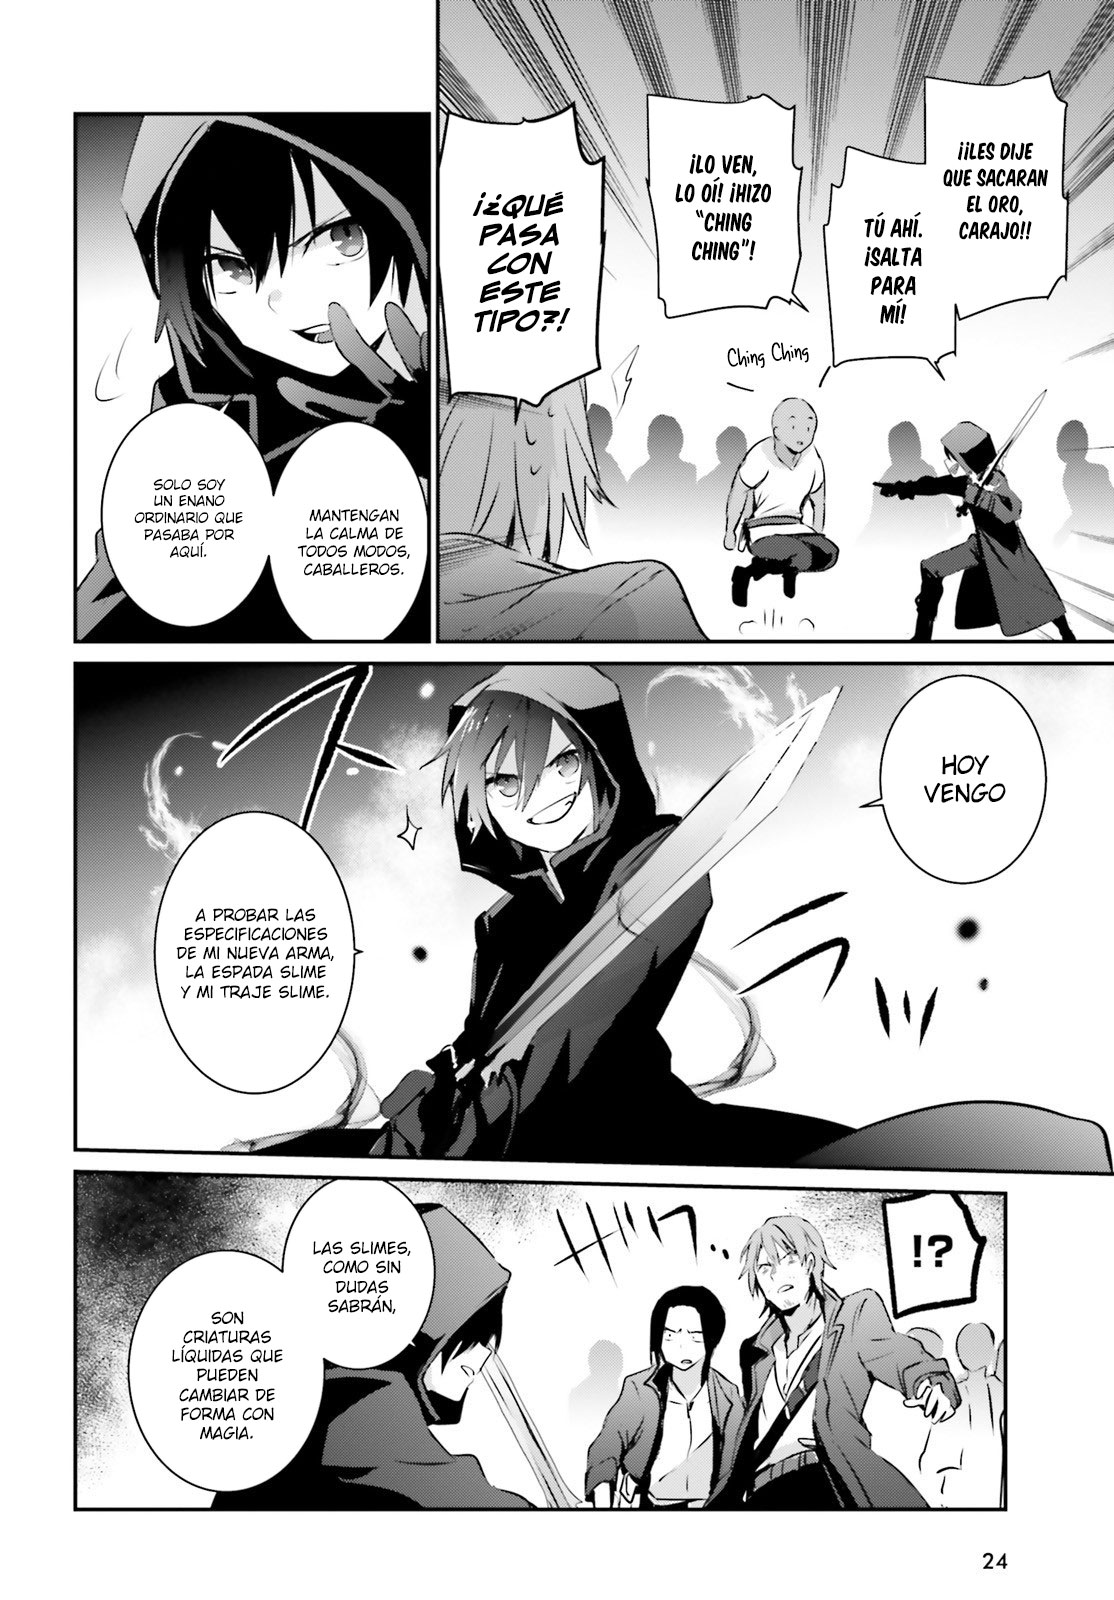 ¡¡LES DIJE
QUE SACARAN
EL ORO,
CARAJO!!
TÚ AHÍ.
¡SALTA
PARA
MÍ!
Ching Ching
¡LO VEN,
LO OÍ! ¡HIZO
"CHING
CHING"!
¡¿QUÉ
PASA
CON
ESTE
TIPO?!
MANTENGAN
LA CALMA DE
TODOS MODOS,
CABALLEROS.
SOLO SOY
UN ENANO
ORDINARIO QUE
PASABA POR
AQUÍ.
HOY
VENGO
A PROBAR LAS
ESPECIFICACIONES
DE MI NUEVA ARMA,
LA ESPADA SLIME
Y MI TRAJE SLIME.
!?
LAS SLIMES,
COMO SIN
DUDAS
SABRÁN,
SON
CRIATURAS
LÍQUIDAS QUE
PUEDEN
CAMBIAR DE
FORMA CON
MAGIA.
24